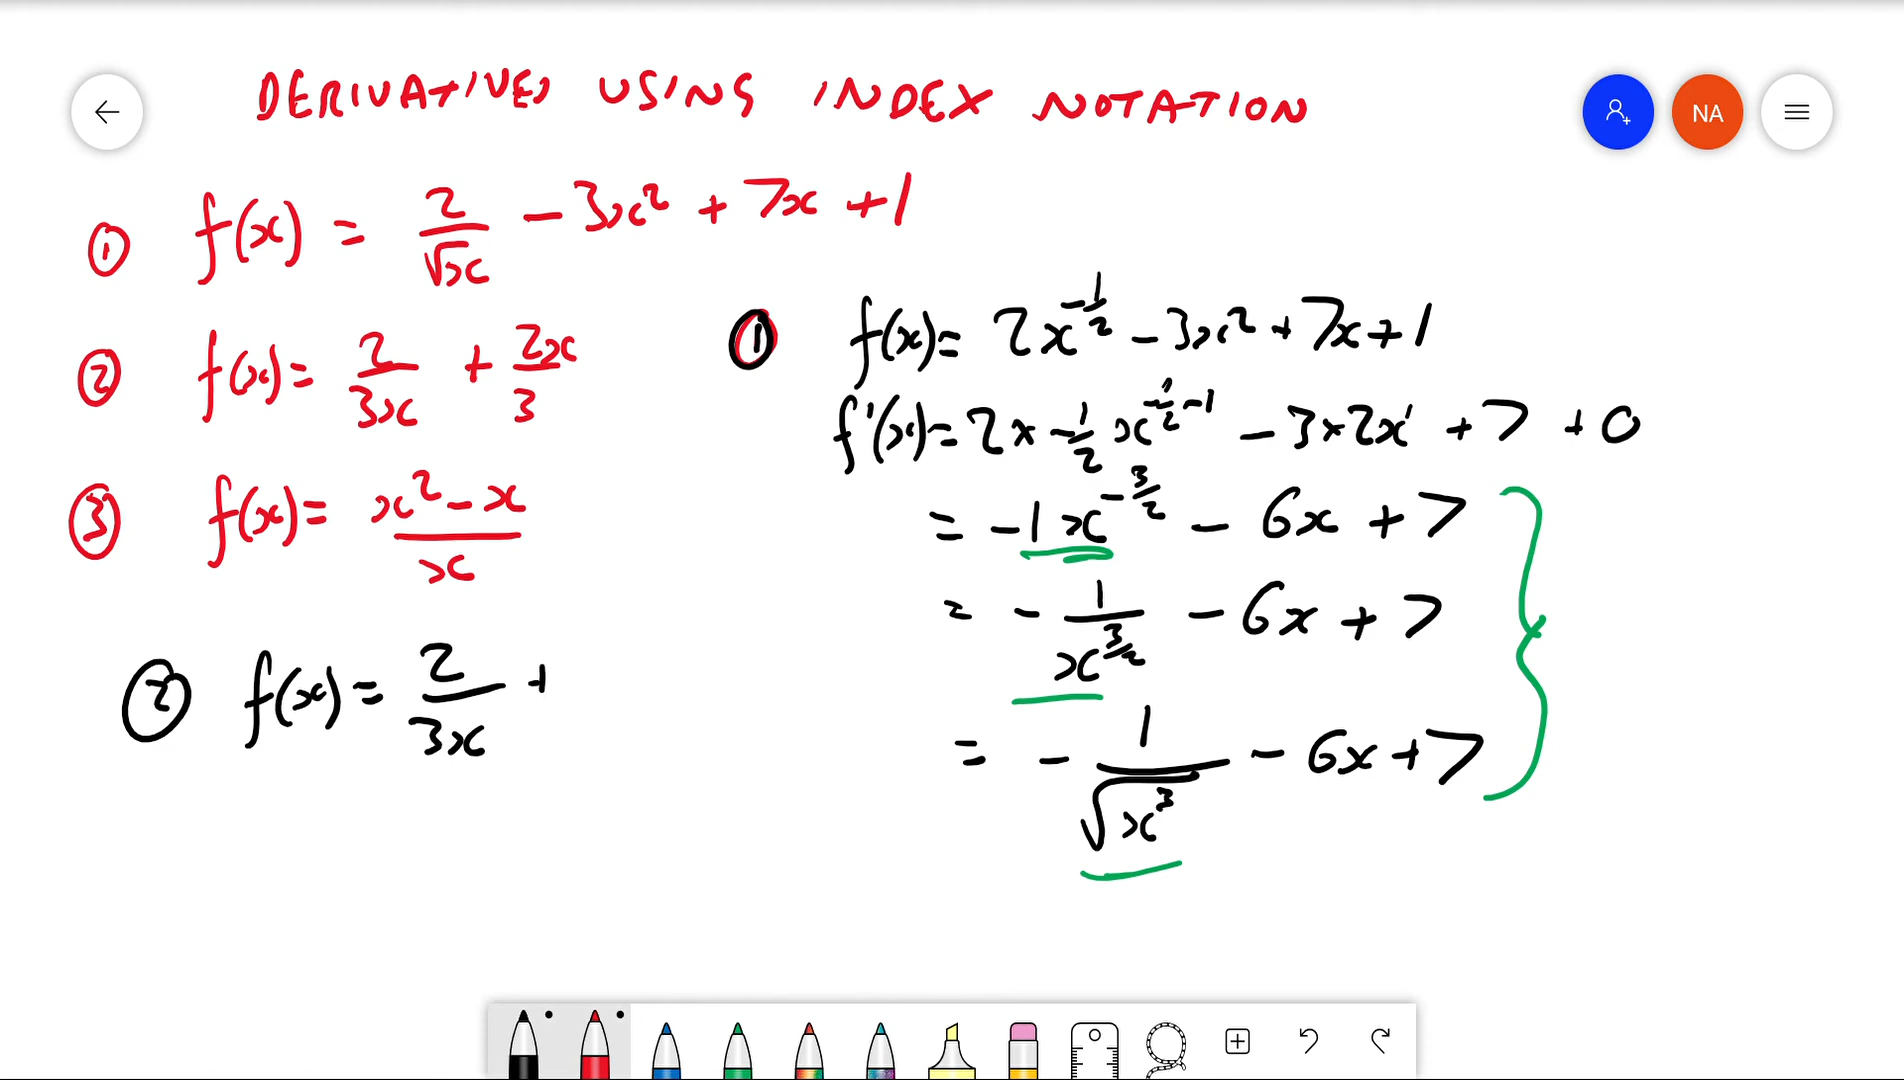 DERIVATIVES USING INDEX NOTATION
NA
① f(x) = 2/√x - 3x² + 7x + 1
② f(x) = 2/3x + 2x/3
③ f(x) = x² - x / x
② f(x) = 2/3x +
① f(x) = 2x^-1/2 - 3x² + 7x + 1
f'(x) = 2 × -1/2 x^-1/2-1 - 3 × 2x¹ + 7 + 0
= -1x^-3/2 - 6x + 7
= - 1/x^3/2 - 6x + 7
= - 1/√x³ - 6x + 7